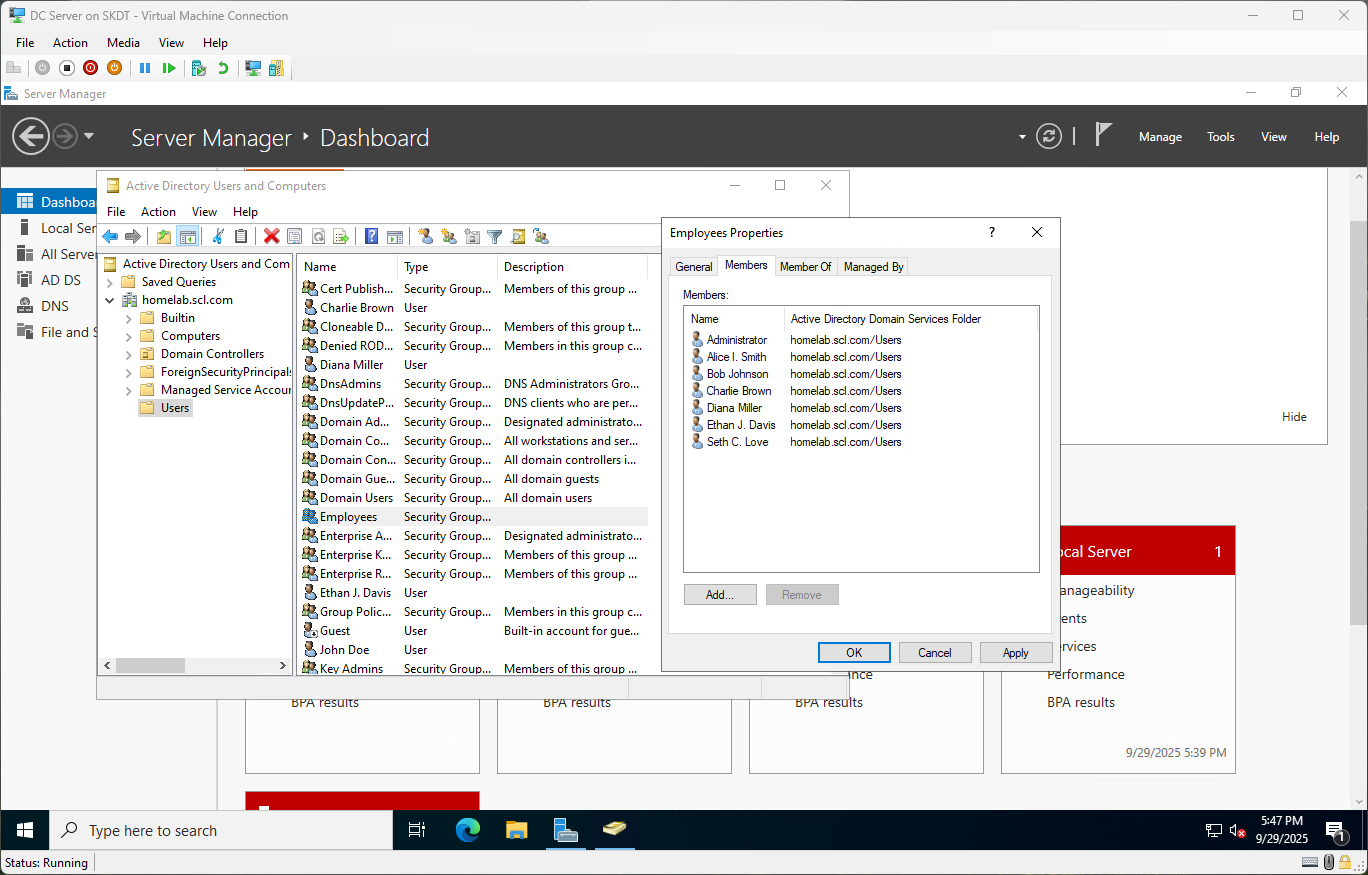 DC Server on SKDT - Virtual Machine Connection
File Action Media View Help
Server Manager
Server Manager Dashboard
Manage Tools View Help
Dashboa
Local Ser
All Server
AD DS
DNS
File and S
Active Directory Users and Computers
File Action View Help
Active Directory Users and Com
Saved Queries
homelab.scl.com
Builtin
Computers
Domain Controllers
ForeignSecurityPrincipals
Managed Service Accour
Users
Name Type Description
Cert Publish... Security Group... Members of this group ...
Charlie Brown User
Cloneable D... Security Group... Members of this group t...
Denied ROD... Security Group... Members in this group c...
Diana Miller User
DnsAdmins Security Group... DNS Administrators Gro...
DnsUpdateP... Security Group... DNS clients who are per...
Domain Ad... Security Group... Designated administrato...
Domain Co... Security Group... All workstations and ser...
Domain Con... Security Group... All domain controllers i...
Domain Gue... Security Group... All domain guests
Domain Users Security Group... All domain users
Employees Security Group...
Enterprise A... Security Group... Designated administrato...
Enterprise K... Security Group... Members of this group ...
Enterprise R... Security Group... Members of this group ...
Ethan J. Davis User
Group Polic... Security Group... Members in this group c...
Guest User Built-in account for gue...
John Doe User
Key Admins Security Group... Members of this group ...
Employees Properties
?
General Members Member Of Managed By
Members:
Name Active Directory Domain Services Folder
Administrator homelab.scl.com/Users
Alice I. Smith homelab.scl.com/Users
Bob Johnson homelab.scl.com/Users
Charlie Brown homelab.scl.com/Users
Diana Miller homelab.scl.com/Users
Ethan J. Davis homelab.scl.com/Users
Seth C. Love homelab.scl.com/Users
Add... Remove
OK Cancel Apply
Hide
ocal Server 1
anageability
ents
ervices
Performance
BPA results
9/29/2025 5:39 PM
BPA results
BPA results
ance
BPA results
Type here to search
5:47 PM
9/29/2025
1
Status: Running